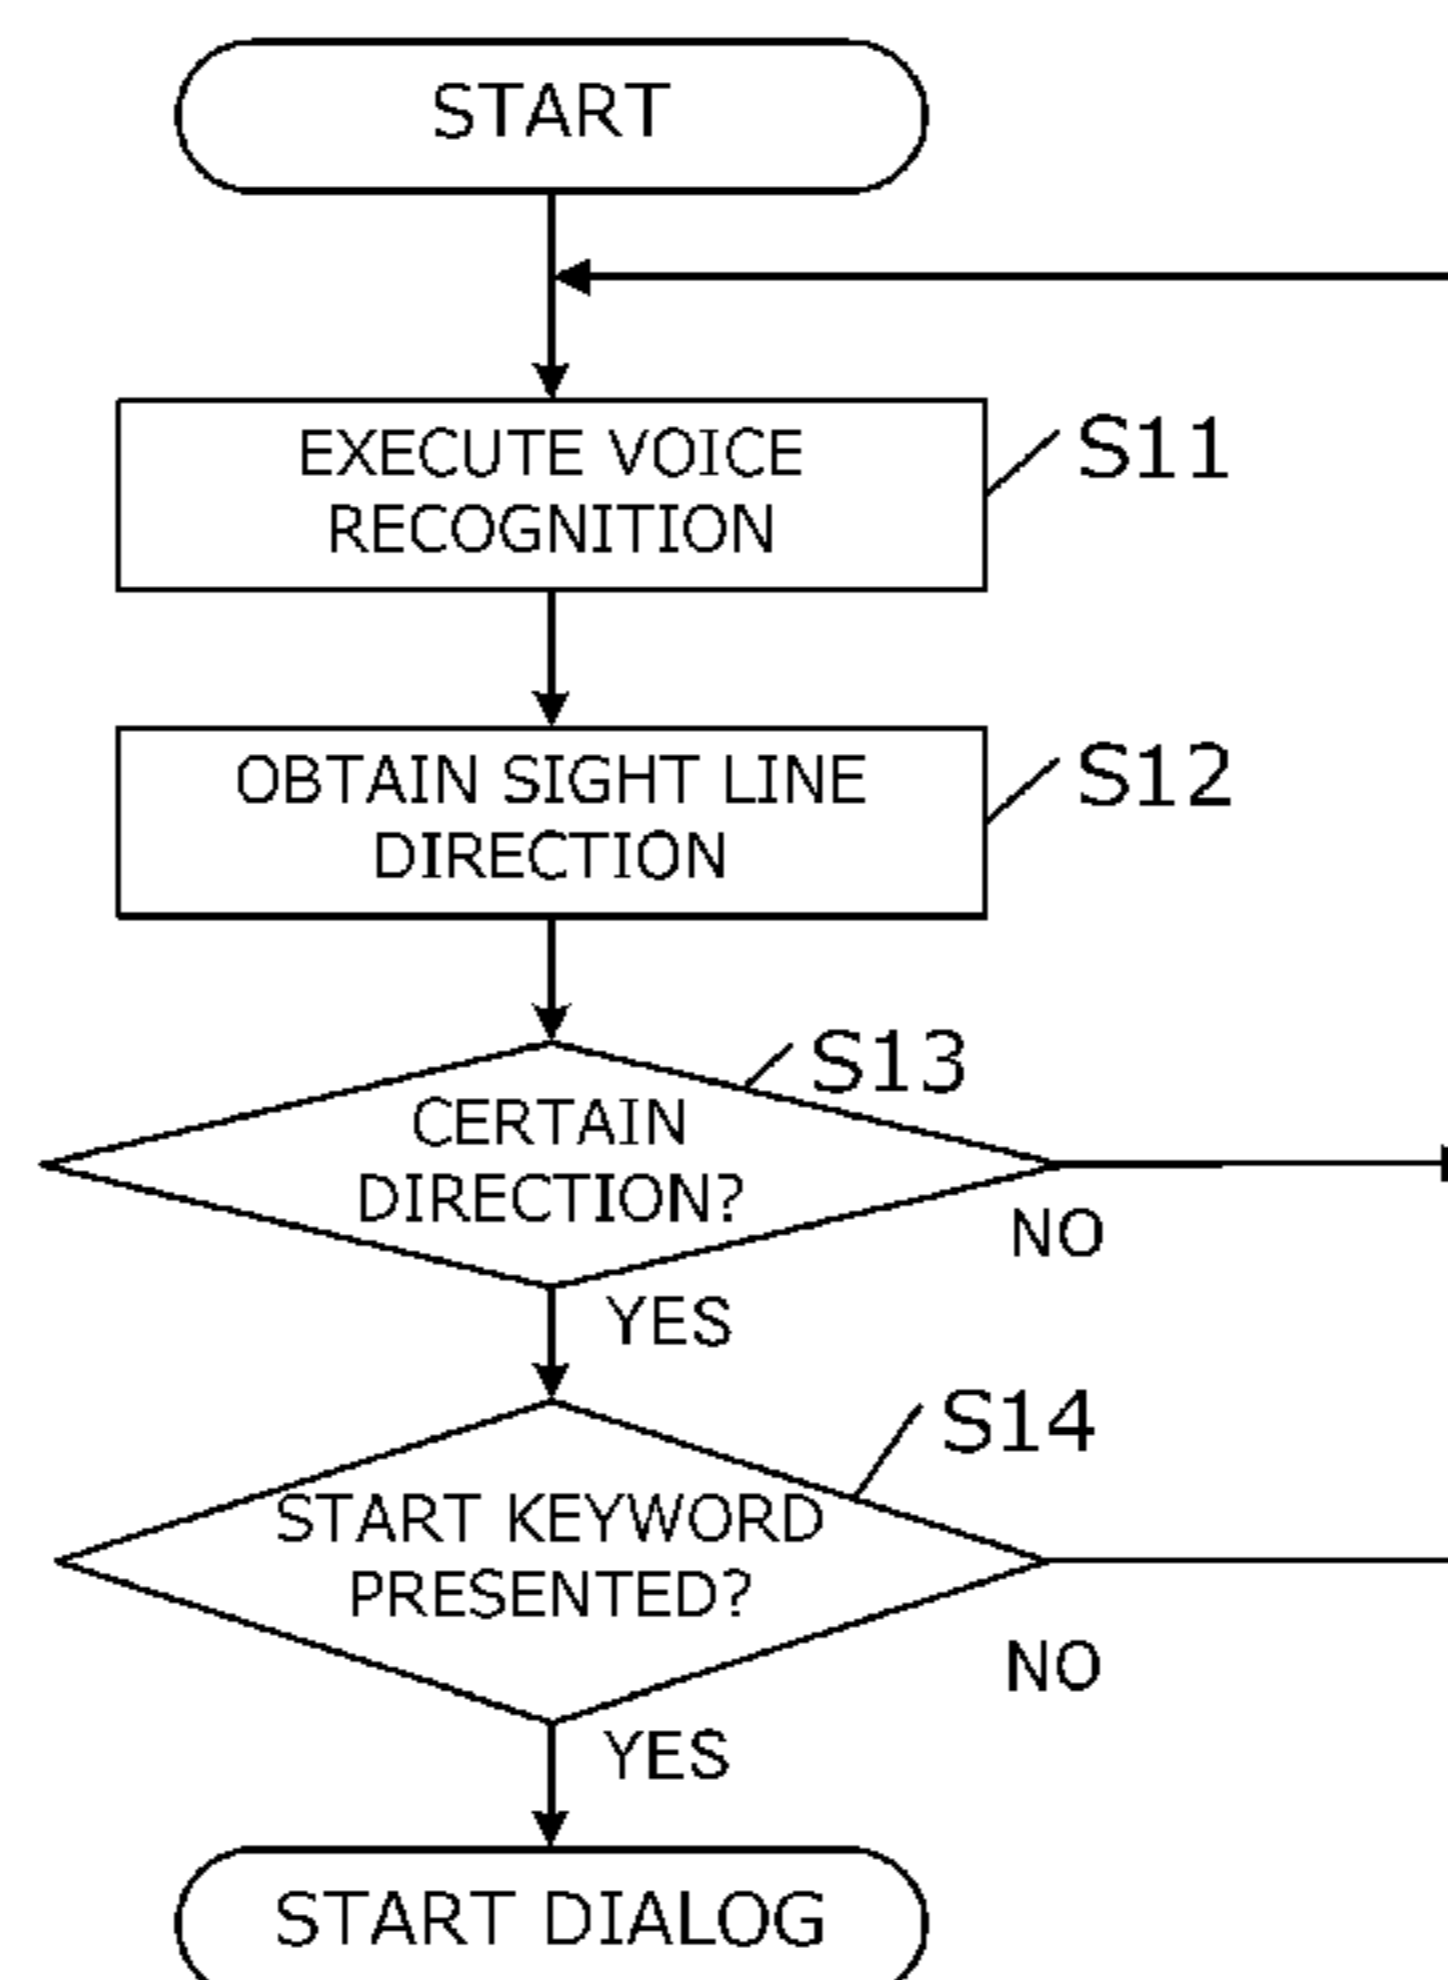 START
EXECUTE VOICE
RECOGNITION
S11
OBTAIN SIGHT LINE
DIRECTION
S12
S13
CERTAIN
DIRECTION?
NO
YES
S14
START KEYWORD
PRESENTED?
NO
YES
START DIALOG